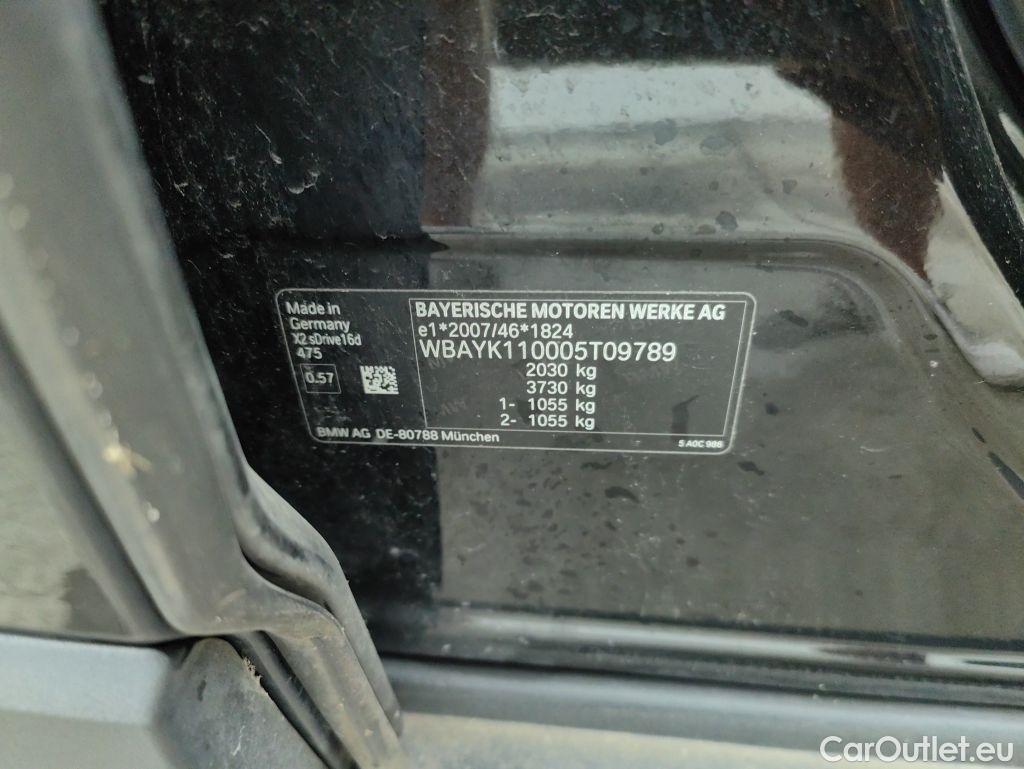 Made in
Germany
X2 sDrive16d
475
0.57
BMW AG DE-80788 München
BAYERISCHE MOTOREN WERKE AG
e1*2007/46*1824
WBAYK110005T09789
2030 kg
3730 kg
1- 1055 kg
2- 1055 kg
5 A0C 986
CarOutlet.eu